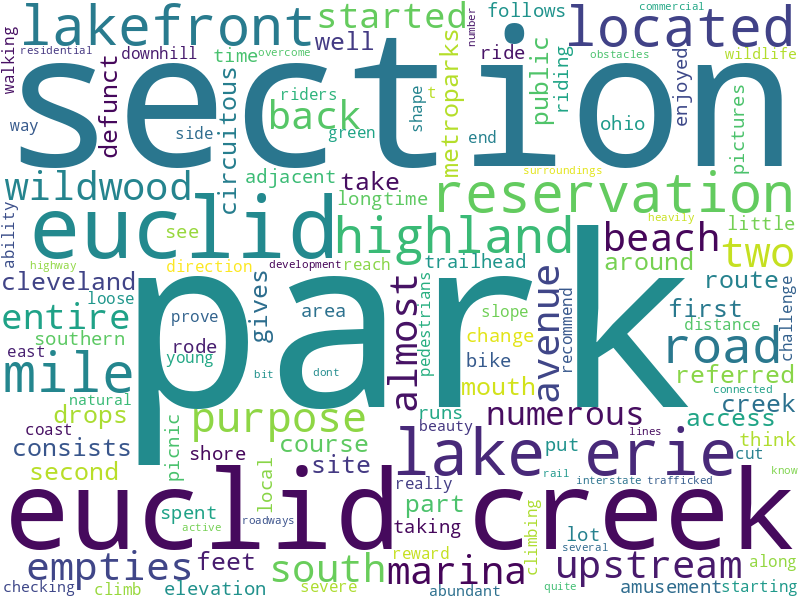 lakefront started follows commercial located
walking residential downhill time overcome well number ride obstacles wildlife
section
defunct circuitous riders back metroparks t shape public riding enjoyed pictures
way side green end ohio
wildwood adjacent take surroundings reservation
ability euclid see longtime highland heavily beach little two
highway direction development reach trailhead around
cleveland park route
loose gives area almost pedestrians slope avenue recommend first distance challenge
entire prove rode change road
southern young bike
east mile bit dont mouth referred
natural drops purpose runs numerous connected access creek
coast picnic beauty
consists shore course lake erie put lines cut think
second local site really rail interstate trafficked know
euclid creek
spent part
active roadways taking climbing lot several
empties feet south reward marina upstream along
checking climb elevation severe abundant quite amusement starting